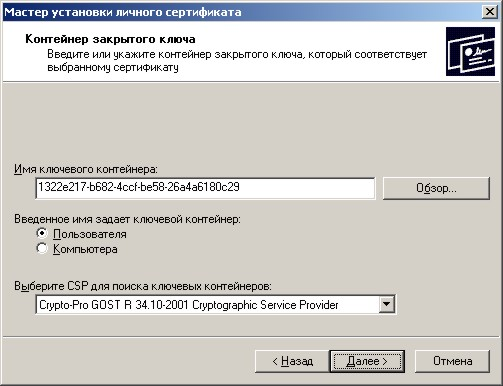 Мастер установки личного сертификата
Контейнер закрытого ключа
Введите или укажите контейнер закрытого ключа, который соответствует
выбранному сертификату
Имя ключевого контейнера:
1322e217-b682-4ccf-be58-26a4a6180c29
Обзор...
Введенное имя задает ключевой контейнер:
Пользователя
Компьютера
Выберите CSP для поиска ключевых контейнеров:
Crypto-Pro GOST R 34.10-2001 Cryptographic Service Provider
< Назад
Далее >
Отмена